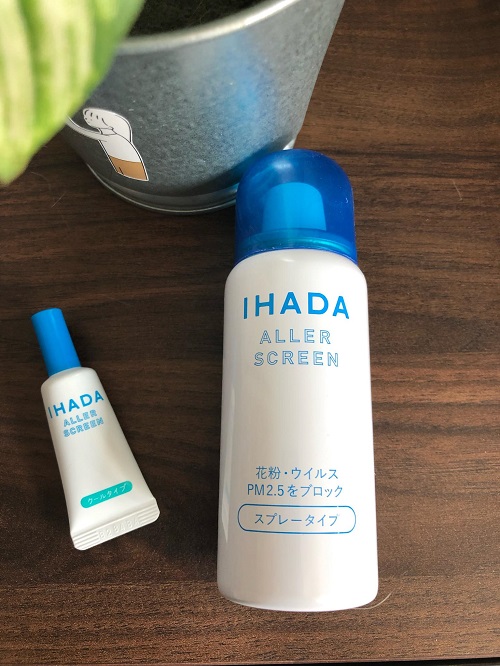 IHADA
ALLER
SCREEN
花粉・ウイルス
PM2.5をブロック
スプレータイプ
IHADA
ALLER
SCREEN
クールタイプ